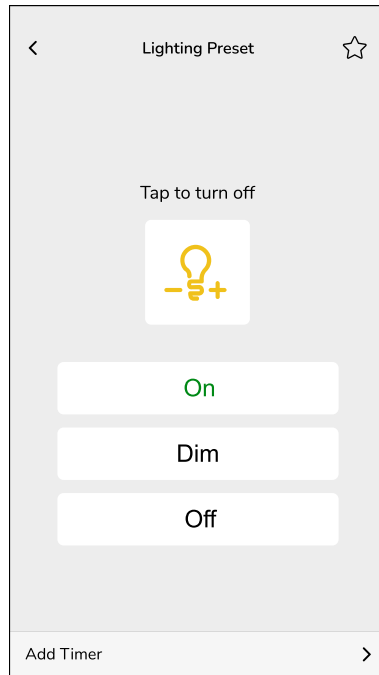 Lighting Preset
Tap to turn off
On
Dim
Off
Add Timer